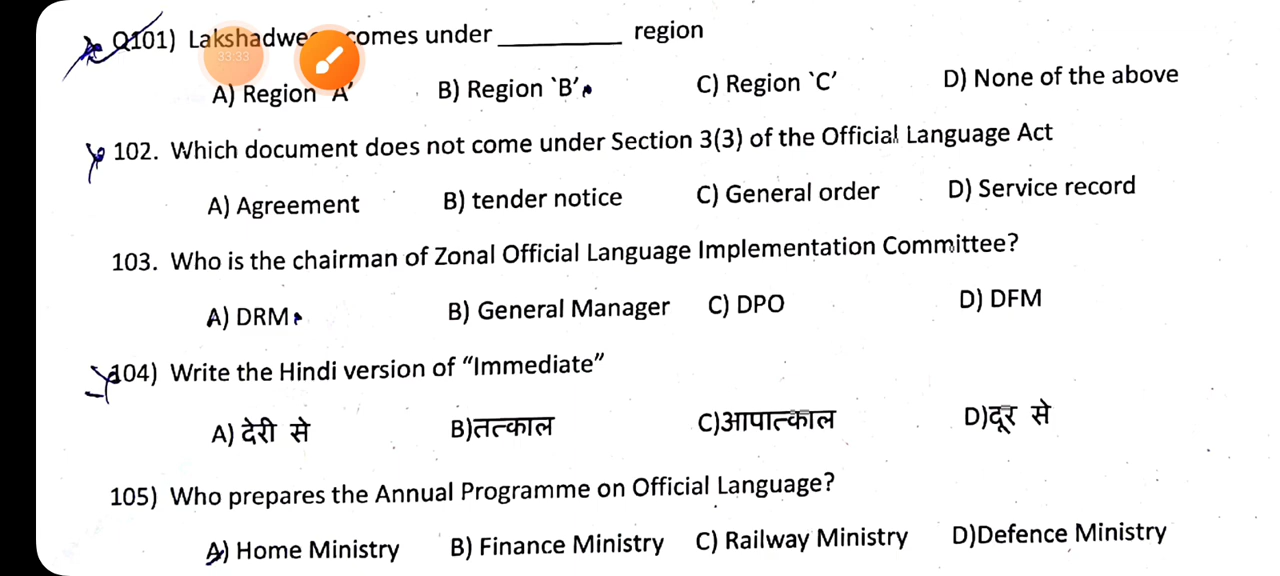 Q101) Lakshadwe comes under __________ region
33:33
A) Region `A’ B) Region `B’ C) Region `C’ D) None of the above
102. Which document does not come under Section 3(3) of the Official Language Act
A) Agreement B) tender notice C) General order D) Service record
103. Who is the chairman of Zonal Official Language Implementation Committee?
A) DRM B) General Manager C) DPO D) DFM
104) Write the Hindi version of “Immediate”
A) देरी से B)तत्काल C)आपात्काल D)दूर से
105) Who prepares the Annual Programme on Official Language?
A) Home Ministry B) Finance Ministry C) Railway Ministry D)Defence Ministry